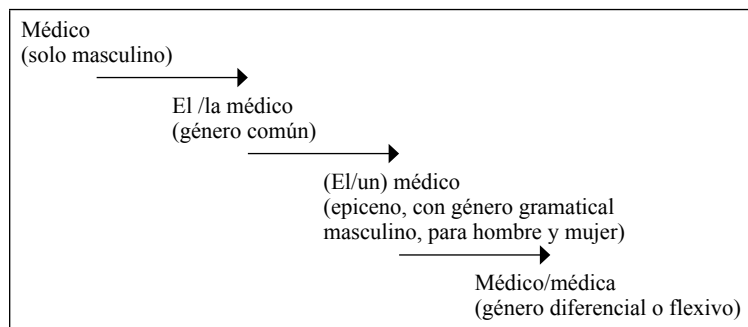 Médico
(solo masculino)
El /la médico
(género común)
(El/un) médico
(epiceno, con género gramatical
masculino, para hombre y mujer)
Médico/médica
(género diferencial o flexivo)